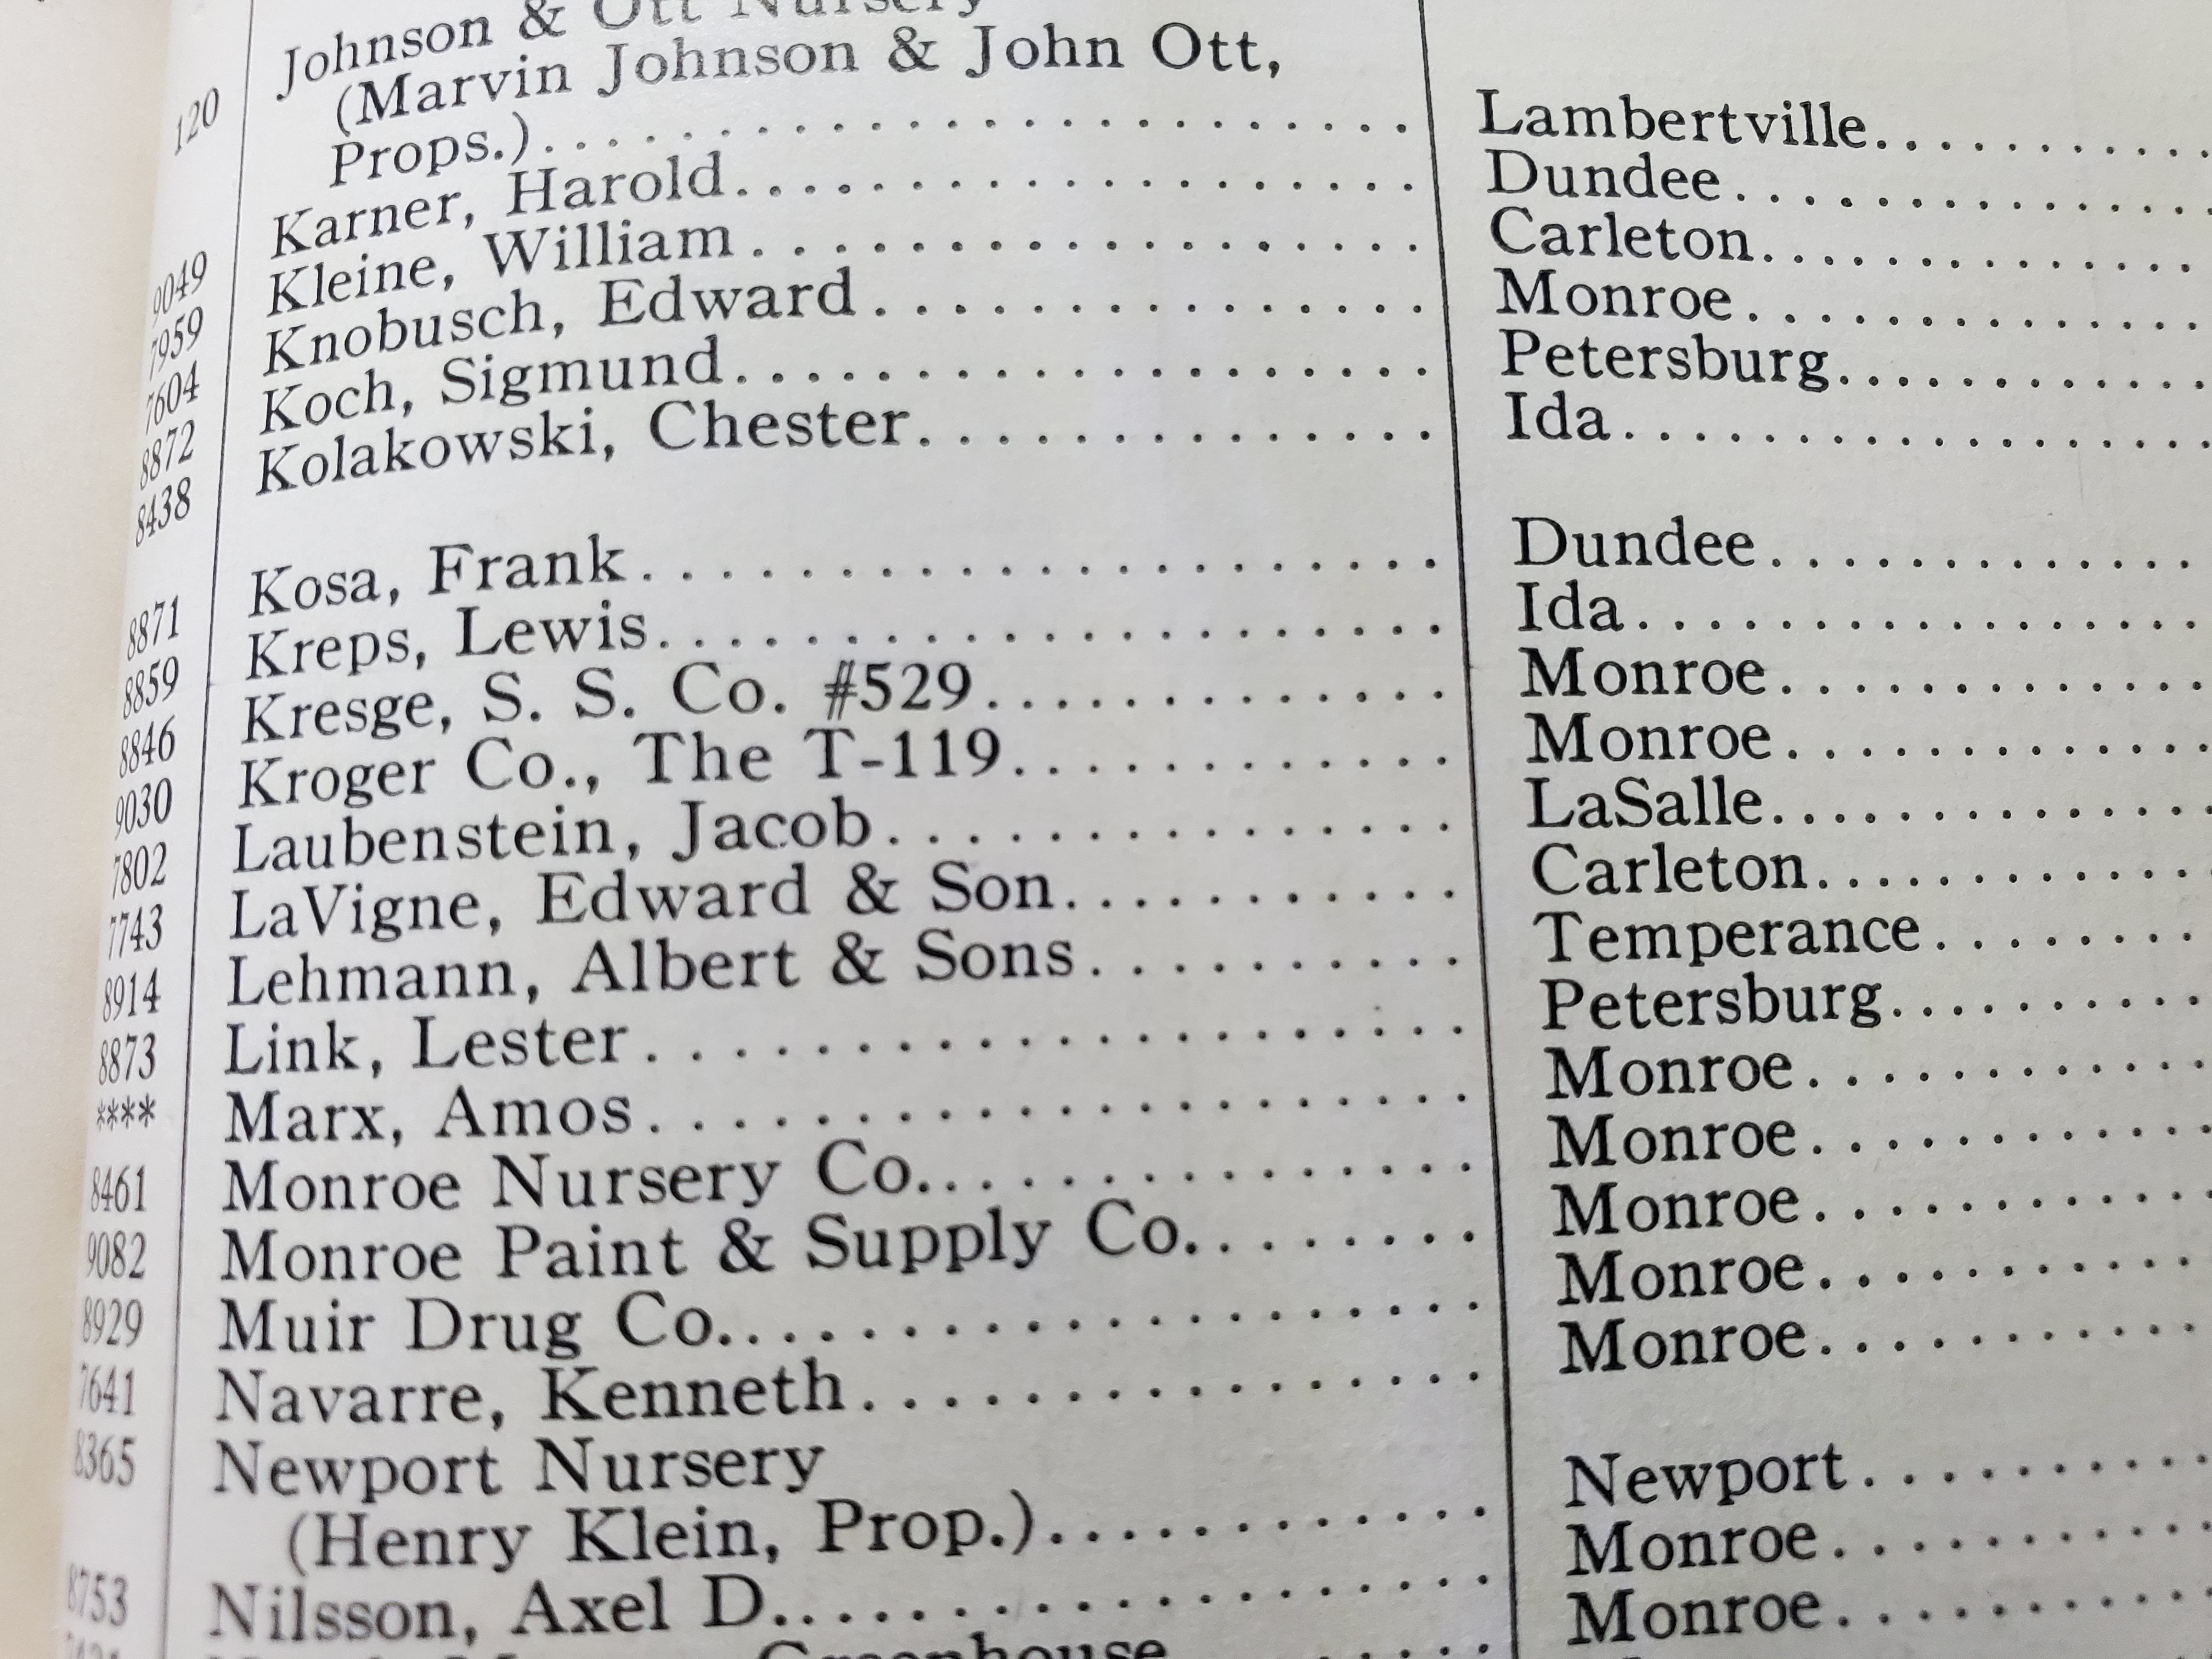 120 Johnson & Ott Nursery
(Marvin Johnson & John Ott,
Props.) Lambertville
9049 Karner, Harold Dundee
7959 Kleine, William Carleton
7604 Knobusch, Edward Monroe
8872 Koch, Sigmund Petersburg
8438 Kolakowski, Chester Ida
8871 Kosa, Frank Dundee
8859 Kreps, Lewis Ida
8846 Kresge, S. S. Co. #529 Monroe
9030 Kroger Co., The T-119 Monroe
7802 Laubenstein, Jacob LaSalle
7743 LaVigne, Edward & Son Carleton
8914 Lehmann, Albert & Sons Temperance
8873 Link, Lester Petersburg
**** Marx, Amos Monroe
8461 Monroe Nursery Co. Monroe
9082 Monroe Paint & Supply Co. Monroe
8929 Muir Drug Co. Monroe
7641 Navarre, Kenneth Monroe
8365 Newport Nursery
(Henry Klein, Prop.) Newport
8753 Nilsson, Axel D. Monroe
Greenhouse Monroe